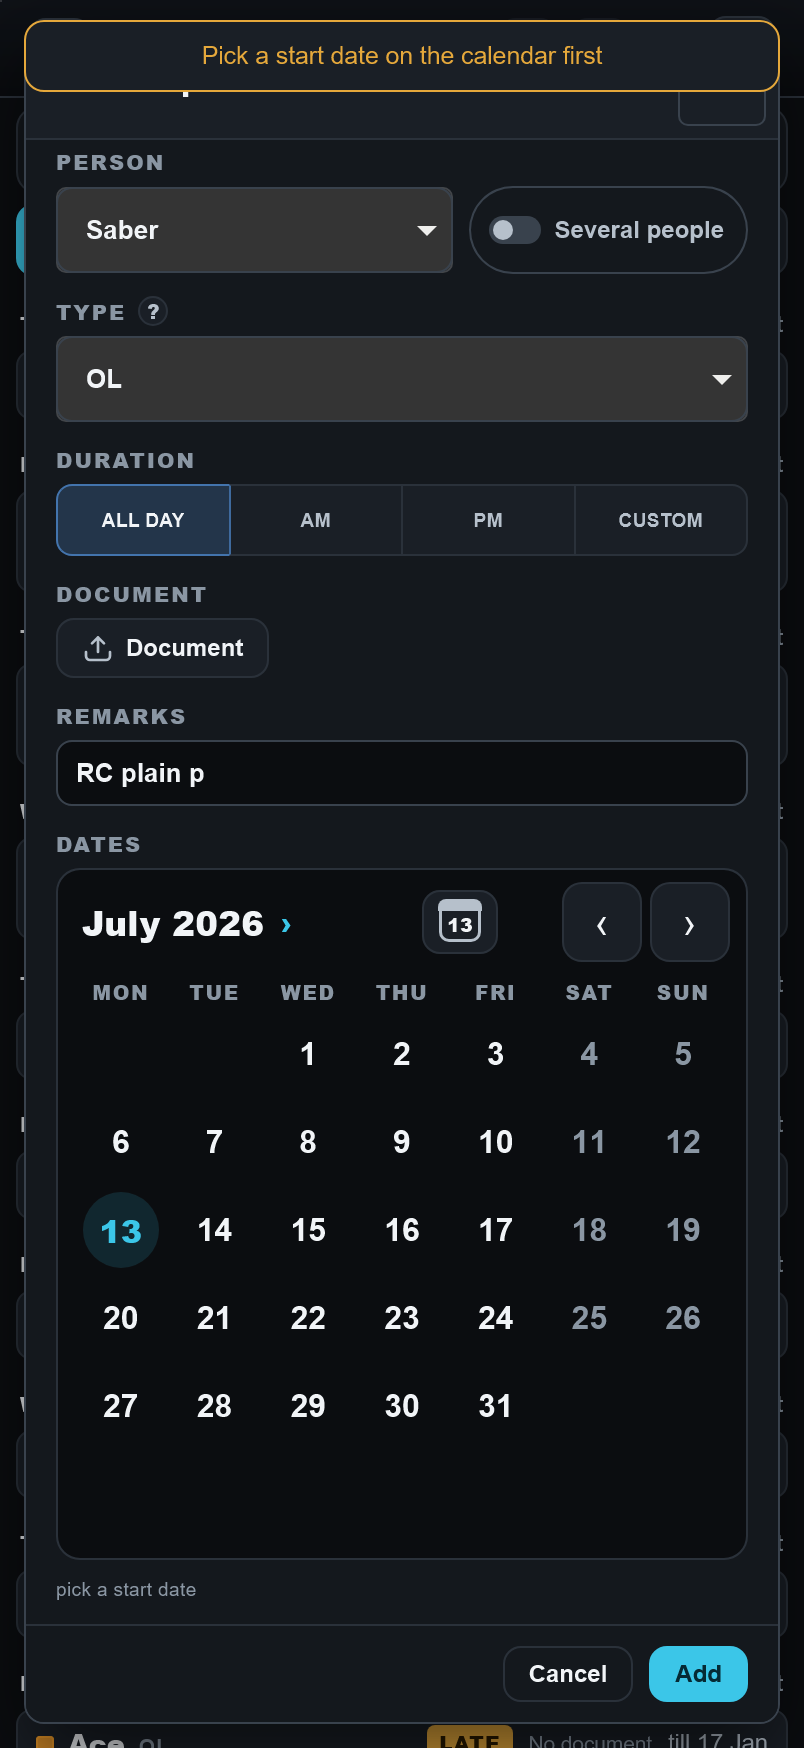 Pick a start date on the calendar first
PERSON
Saber
Several people
TYPE ?
OL
DURATION
ALL DAY AM PM CUSTOM
DOCUMENT
Document
REMARKS
RC plain p
DATES
July 2026 › 13 ‹ ›
MON TUE WED THU FRI SAT SUN
1 2 3 4 5
6 7 8 9 10 11 12
13 14 15 16 17 18 19
20 21 22 23 24 25 26
27 28 29 30 31
pick a start date
Cancel Add
Ace OL LATE No document till 17 Jan